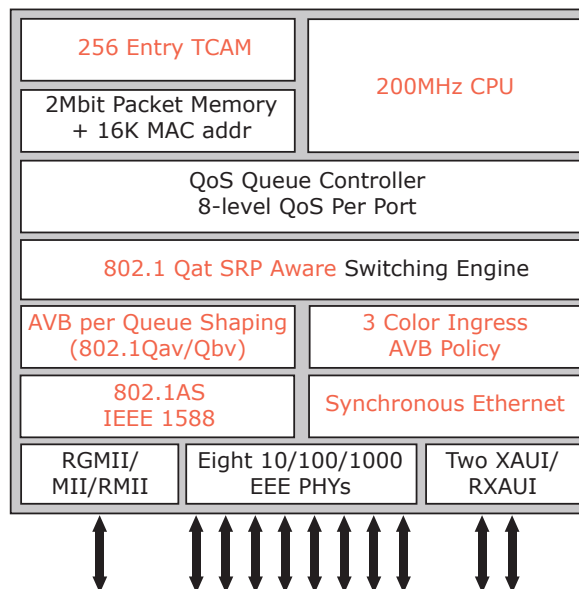 256 Entry TCAM
200MHz CPU
2Mbit Packet Memory
+ 16K MAC addr
QoS Queue Controller
8-level QoS Per Port
802.1 Qat SRP Aware Switching Engine
AVB per Queue Shaping
(802.1Qav/Qbv)
3 Color Ingress
AVB Policy
802.1AS
IEEE 1588
Synchronous Ethernet
RGMII/
MII/RMII
Eight 10/100/1000
EEE PHYs
Two XAUI/
RXAUI